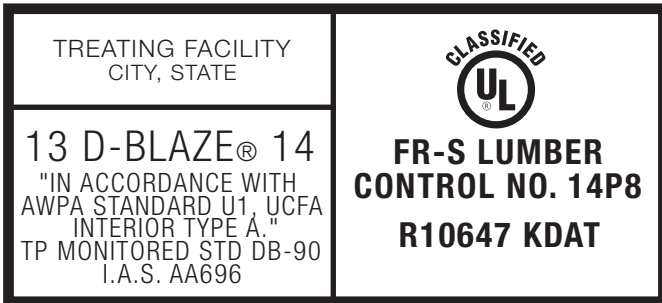 TREATING FACILITY
CITY, STATE
13 D-BLAZE® 14
"IN ACCORDANCE WITH
AWPA STANDARD U1, UCFA
INTERIOR TYPE A."
TP MONITORED STD DB-90
I.A.S. AA696
CLASSIFIED
UL
®
FR-S LUMBER
CONTROL NO. 14P8
R10647 KDAT